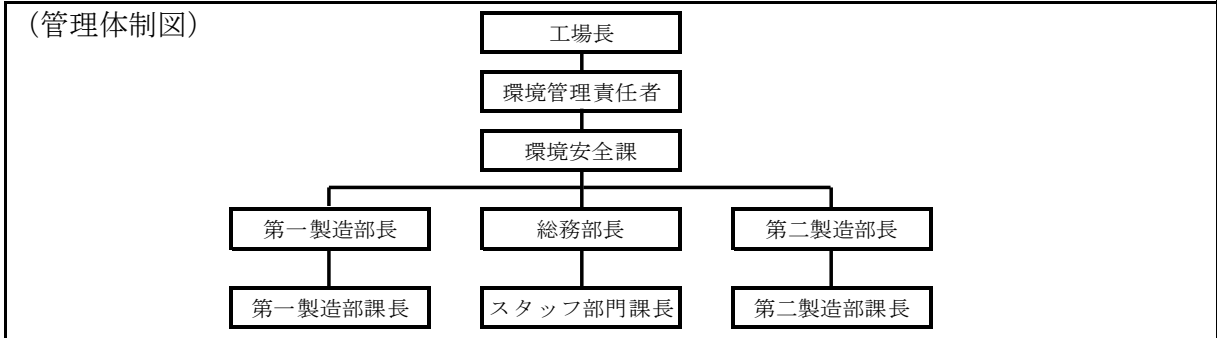 （管理体制図）
工場長
環境管理責任者
環境安全課
第一製造部長
総務部長
第二製造部長
第一製造部課長
スタッフ部門課長
第二製造部課長